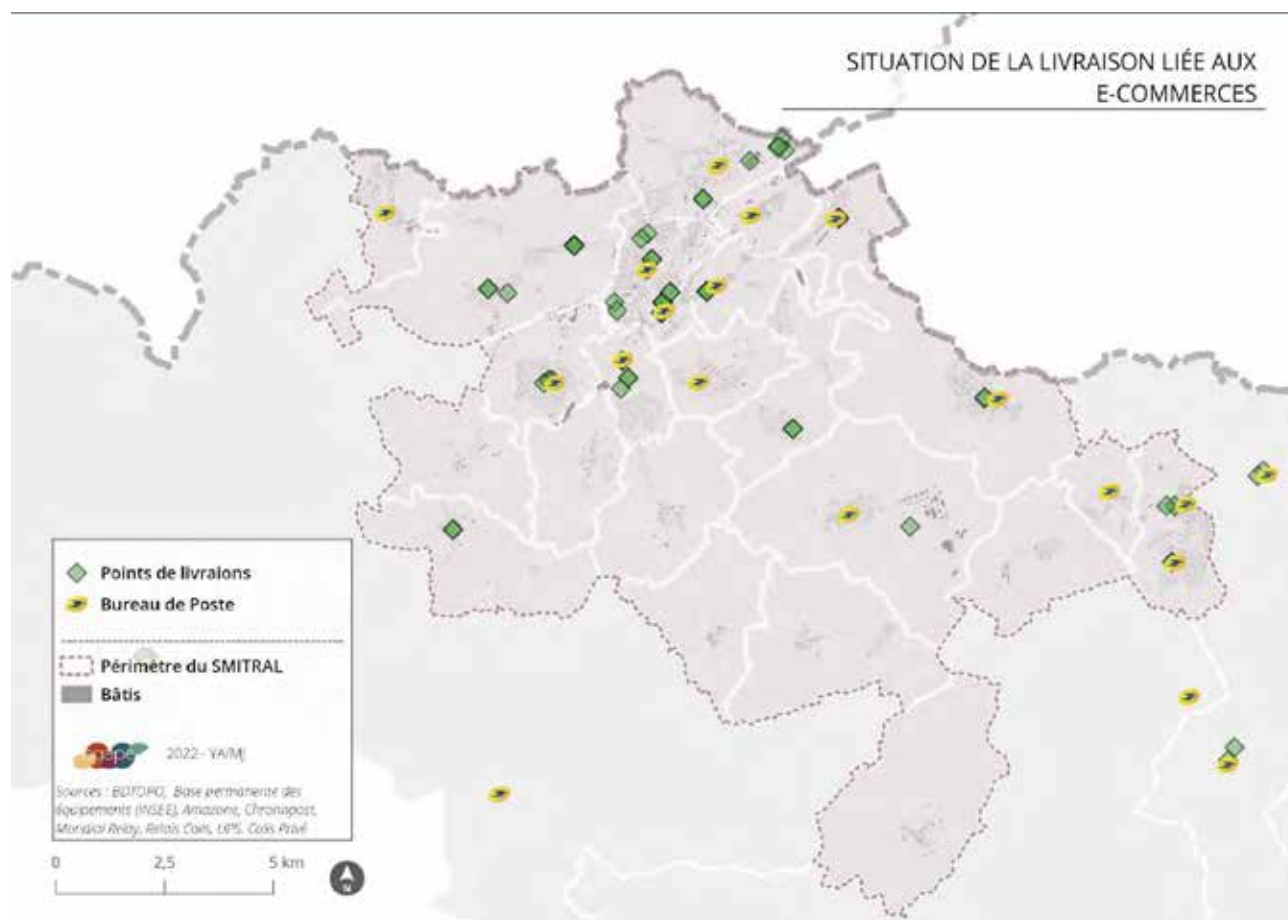 SITUATION DE LA LIVRAISON LIÉE AUX
E-COMMERCES
Points de livraions
Bureau de Poste
Périmètre du SMITRAL
Bâtis
2022 - YA/MJ
Sources : BDTOPO, Base permanente des
équipements (INSEE), Amazone, Chronopost,
Mondial Relay, Relais Colis, UPS, Colis Privé
0 2,5 5 km
N